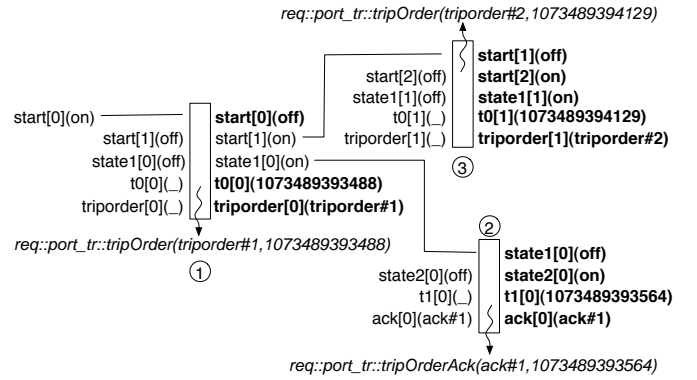 req::port_tr::tripOrder(triporder#2,1073489394129)
start[1](off)
start[2](off) start[2](on)
state1[1](off) state1[1](on)
t0[1](_) t0[1](1073489394129)
triporder[1](_) triporder[1](triporder#2)
3
start[0](on) start[0](off)
start[1](off) start[1](on)
state1[0](off) state1[0](on)
t0[0](_) t0[0](1073489393488)
triporder[0](_) triporder[0](triporder#1)
req::port_tr::tripOrder(triporder#1,1073489393488)
1
2
state1[0](off)
state2[0](off) state2[0](on)
t1[0](_) t1[0](1073489393564)
ack[0](ack#1) ack[0](ack#1)
req::port_tr::tripOrderAck(ack#1,1073489393564)